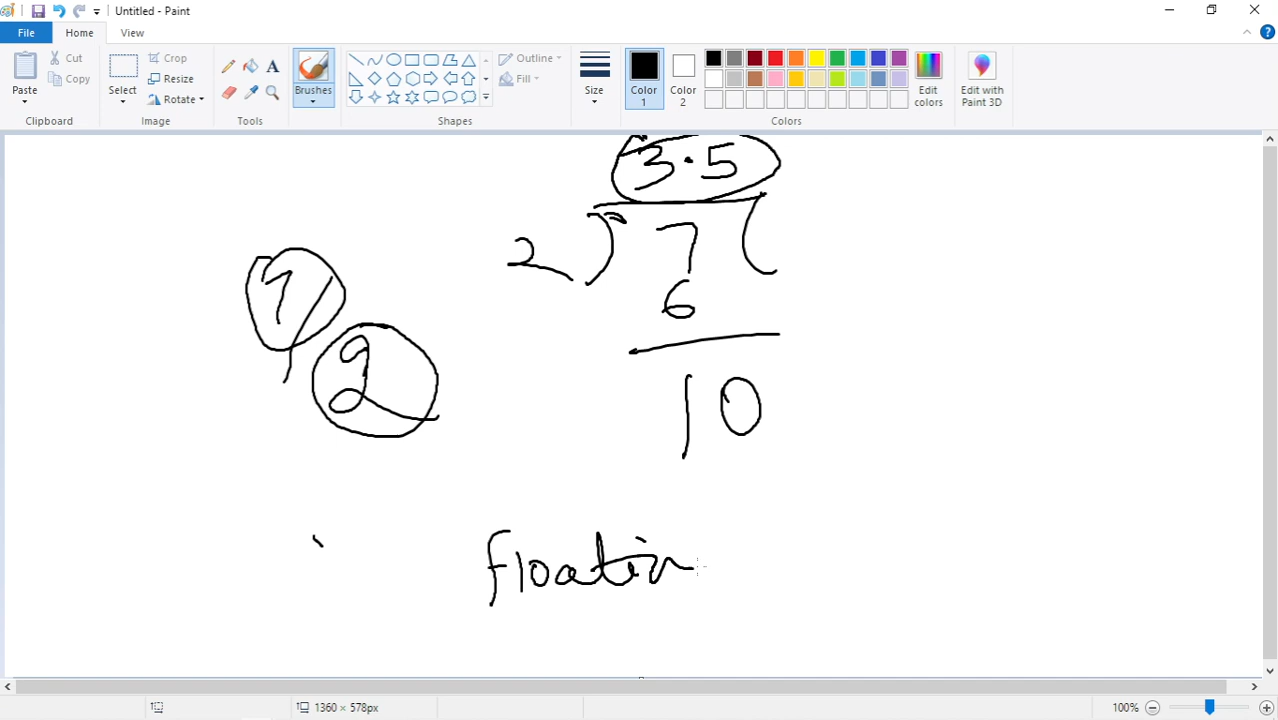 Untitled - Paint
File Home View
Paste
Cut
Copy
Clipboard
Select
Crop
Resize
Rotate
Image
A
Tools
Brushes
Shapes
Outline
Fill
Size
Color 1
Color 2
Edit colors
Colors
Edit with Paint 3D
3.5
2 7
6
10
7
2
floatin
1360 × 578px
100%